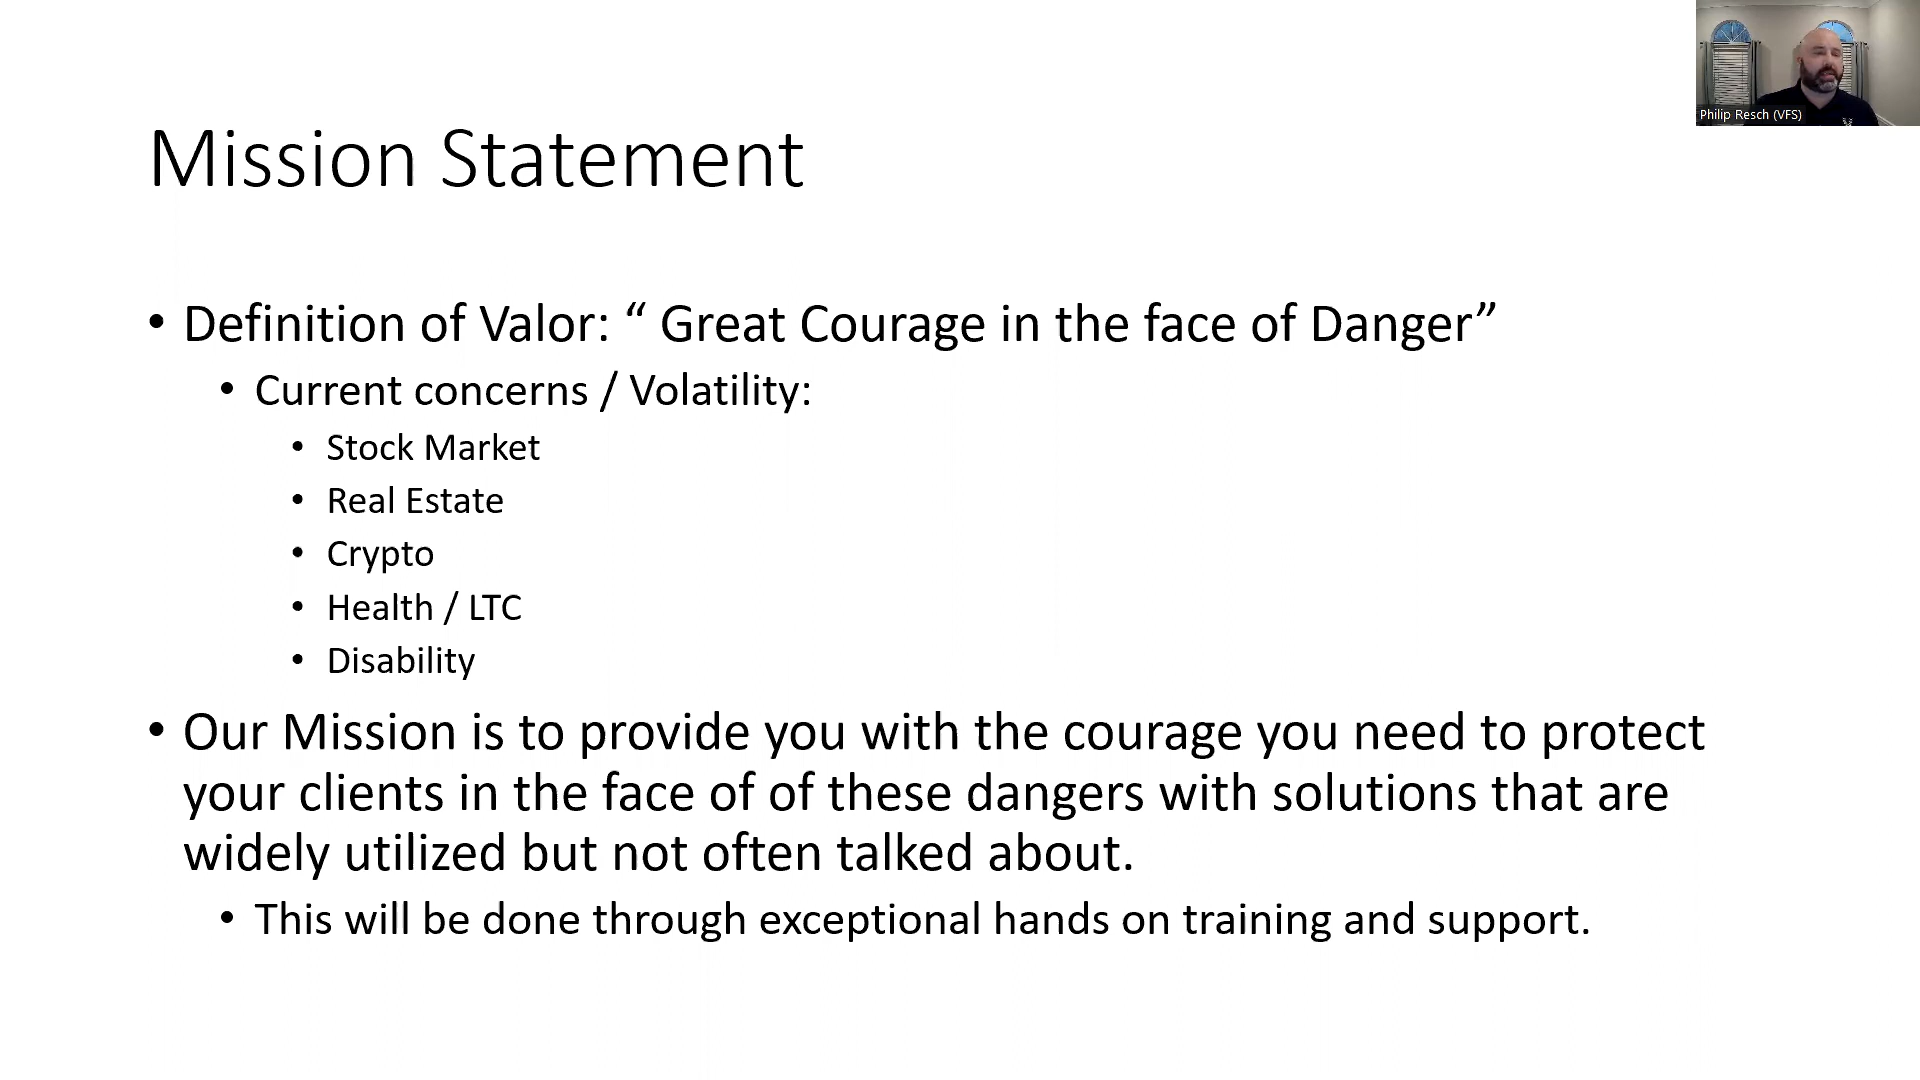 Philip Resch (VFS)
Mission Statement
• Definition of Valor: “ Great Courage in the face of Danger”
• Current concerns / Volatility:
• Stock Market
• Real Estate
• Crypto
• Health / LTC
• Disability
• Our Mission is to provide you with the courage you need to protect
your clients in the face of of these dangers with solutions that are
widely utilized but not often talked about.
• This will be done through exceptional hands on training and support.